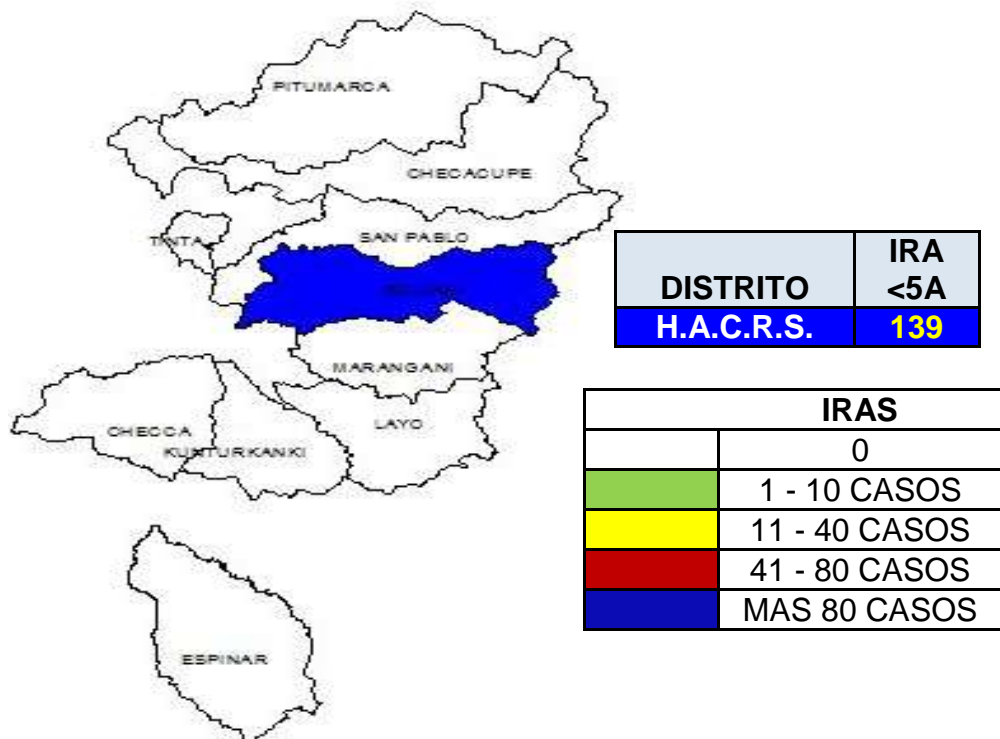 PITUMARCA
CHECACUPE
TINTA
SAN PABLO
MARANGANI
CHECCA
KUNTURKANKI
LAYO
ESPINAR
DISTRITO IRA <5A
H.A.C.R.S. 139
IRAS
0
1 - 10 CASOS
11 - 40 CASOS
41 - 80 CASOS
MAS 80 CASOS